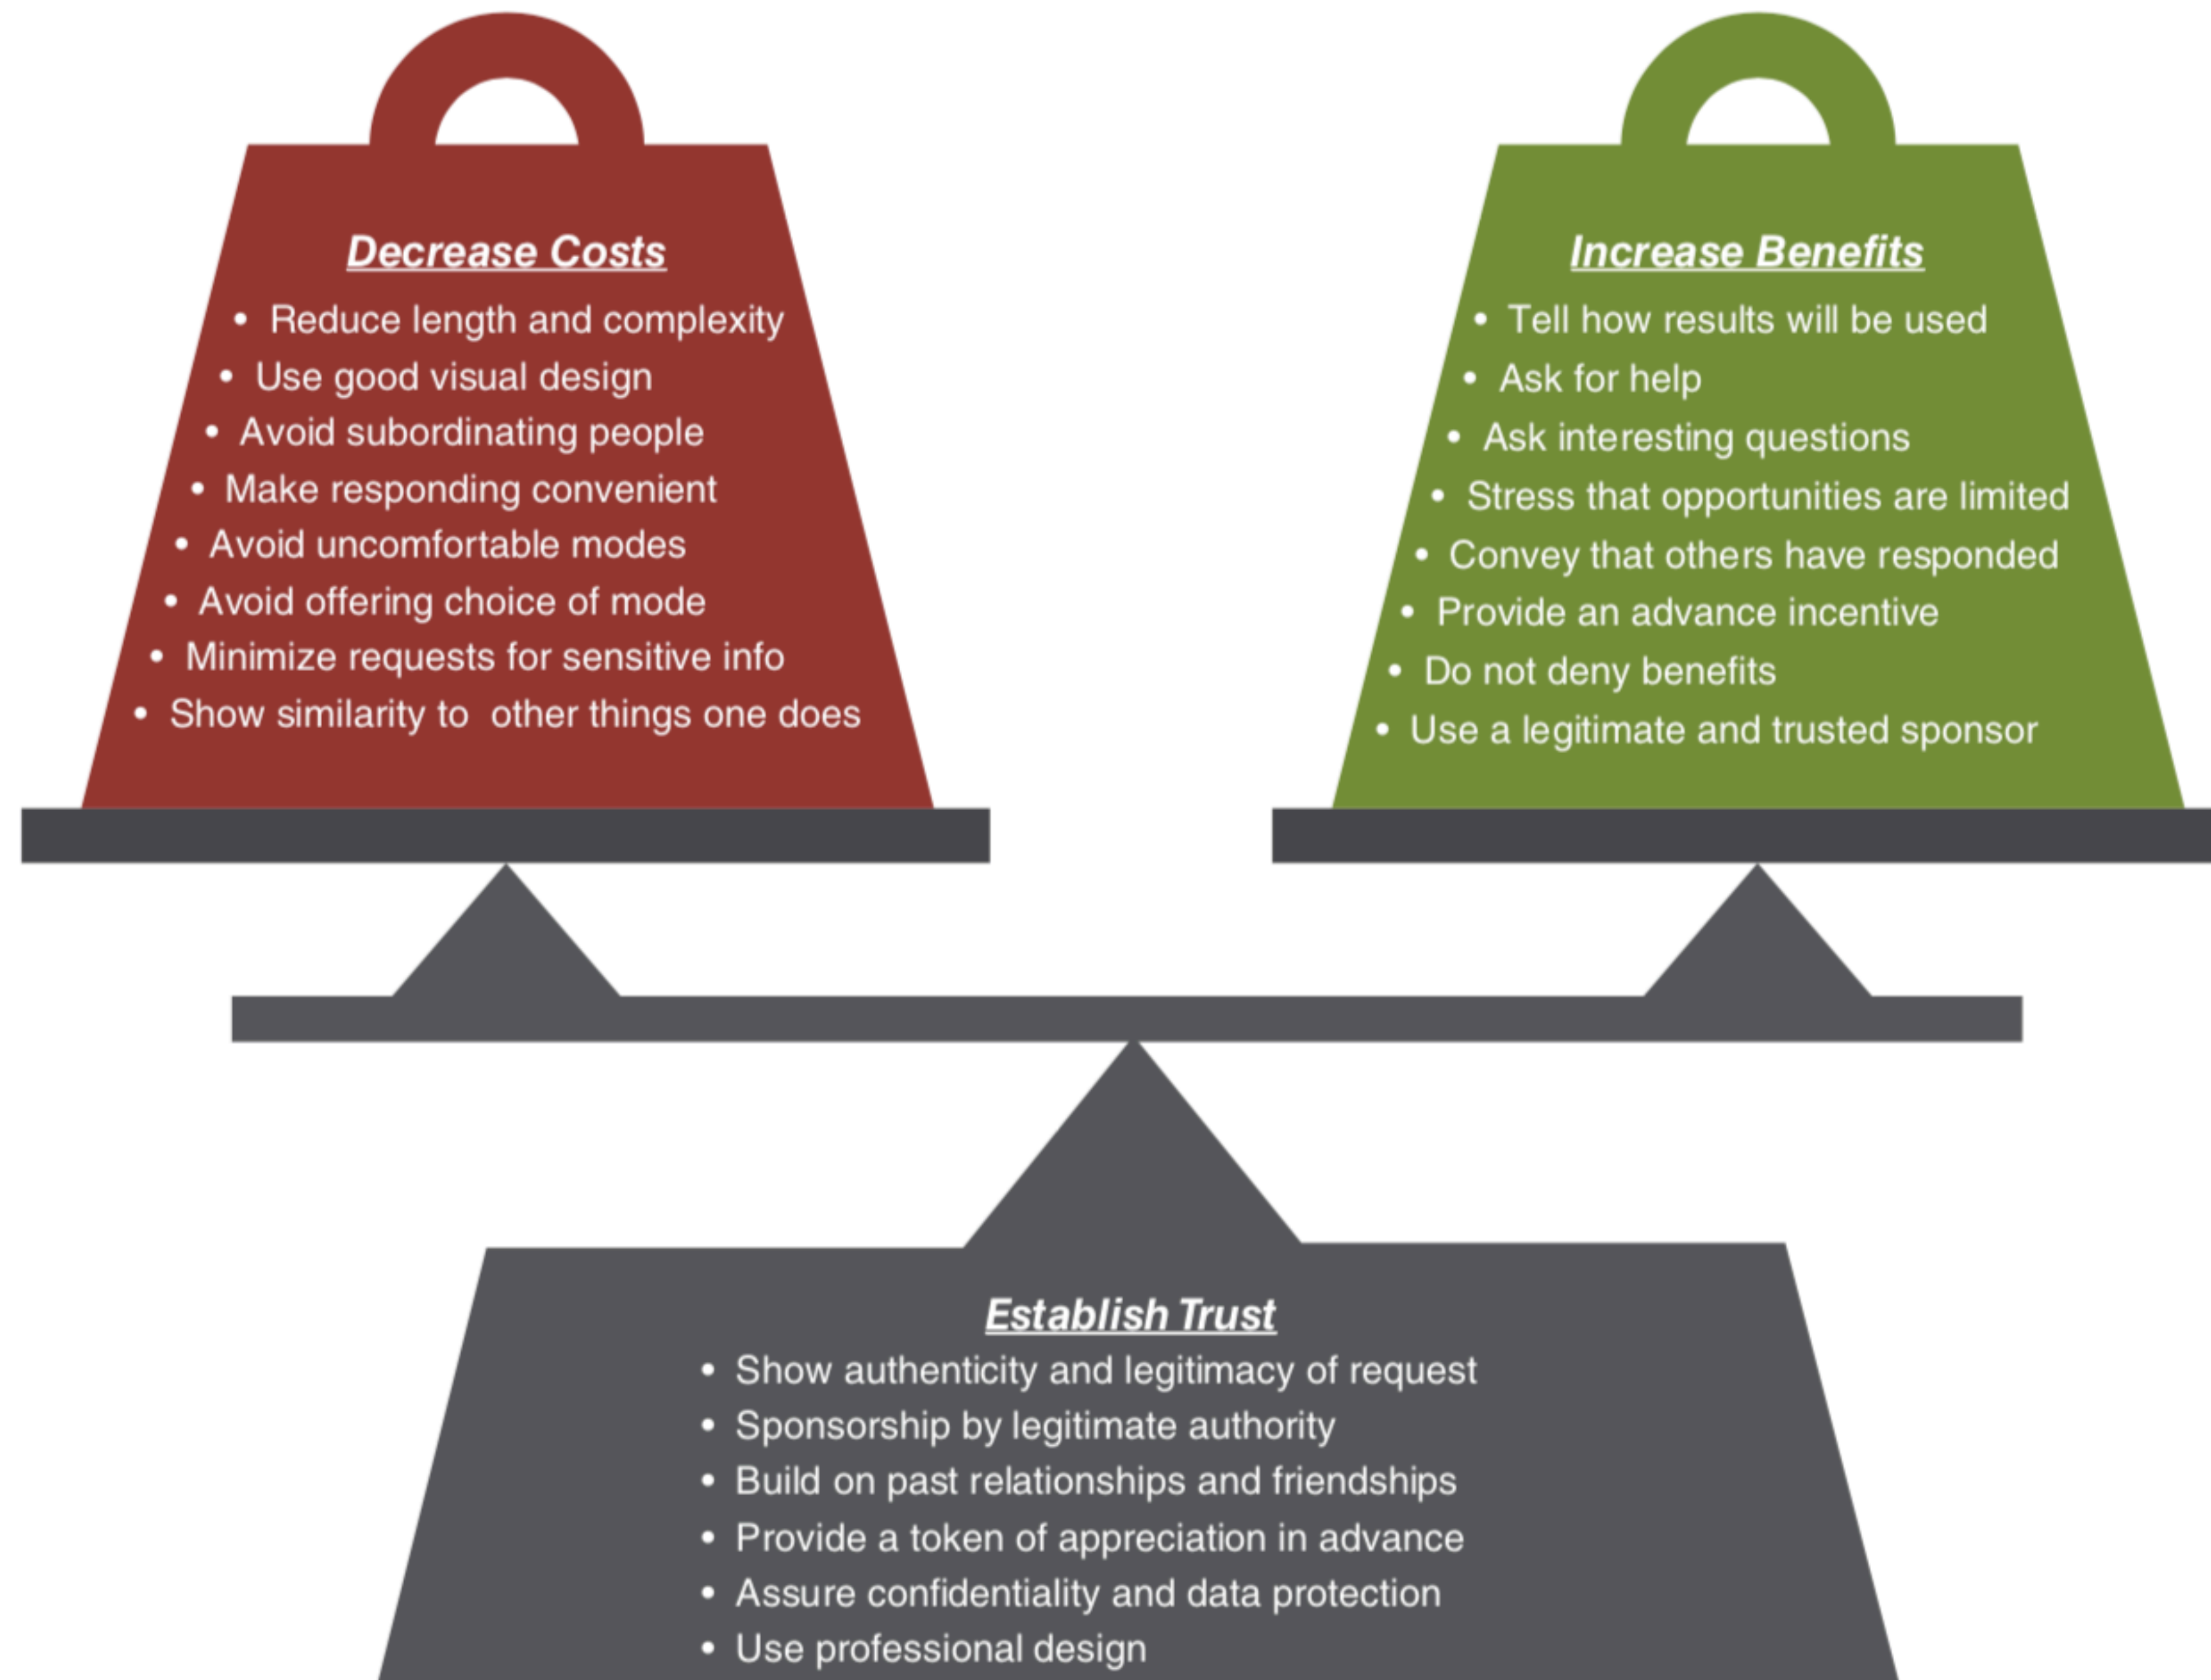 Decrease Costs
• Reduce length and complexity
• Use good visual design
• Avoid subordinating people
• Make responding convenient
• Avoid uncomfortable modes
• Avoid offering choice of mode
• Minimize requests for sensitive info
• Show similarity to other things one does
Increase Benefits
• Tell how results will be used
• Ask for help
• Ask interesting questions
• Stress that opportunities are limited
• Convey that others have responded
• Provide an advance incentive
• Do not deny benefits
• Use a legitimate and trusted sponsor
Establish Trust
• Show authenticity and legitimacy of request
• Sponsorship by legitimate authority
• Build on past relationships and friendships
• Provide a token of appreciation in advance
• Assure confidentiality and data protection
• Use professional design